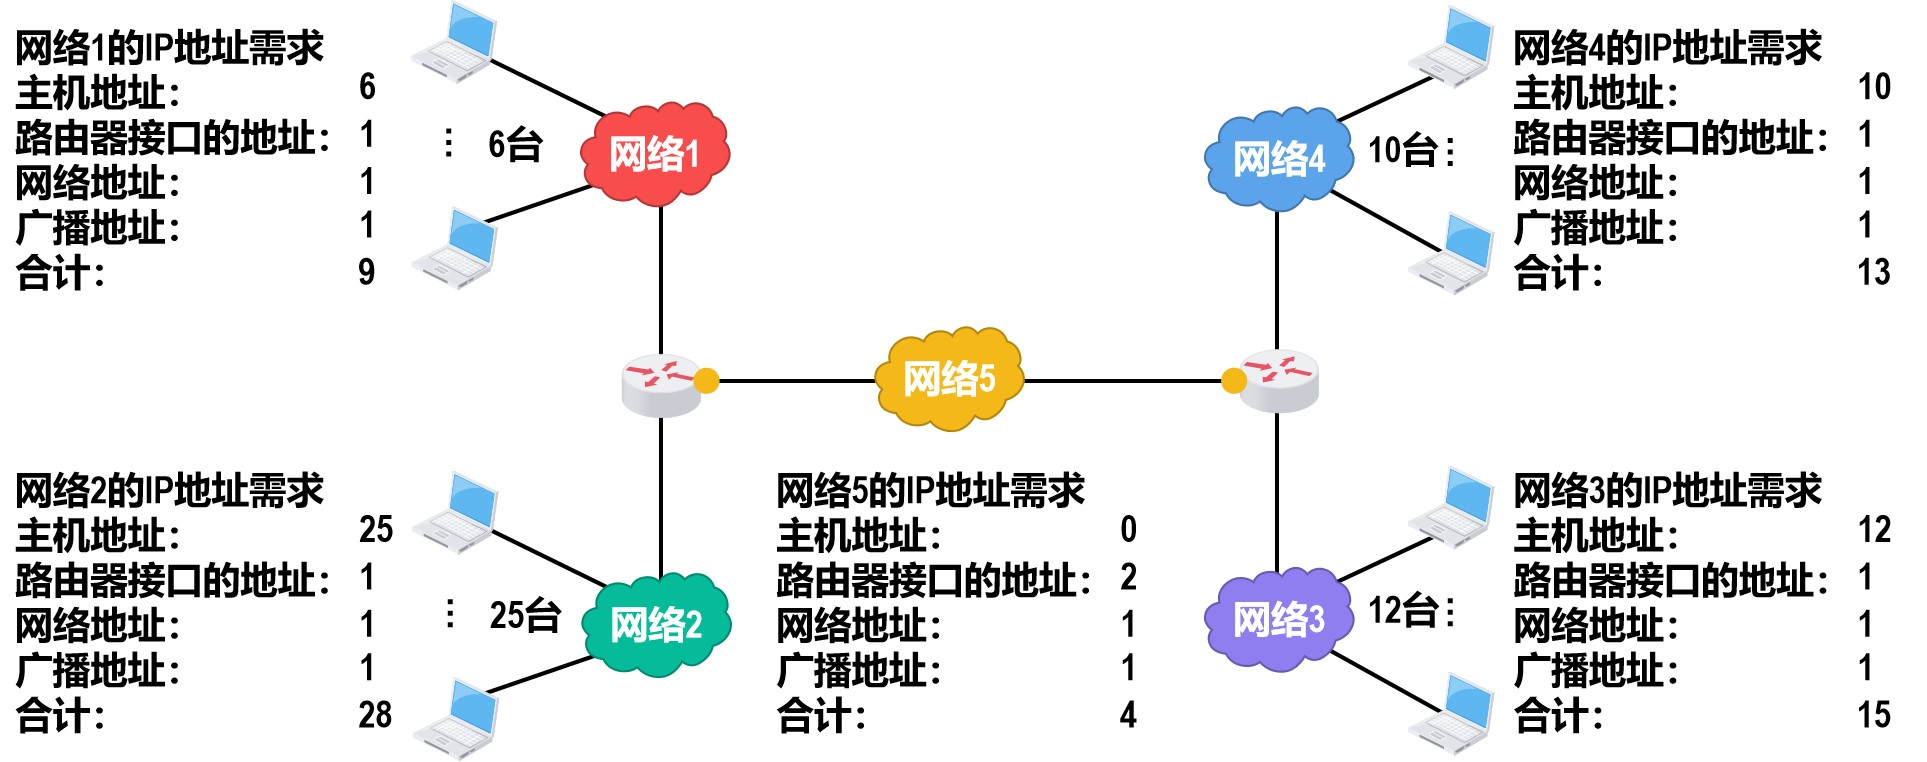 网络1的IP地址需求
主机地址： 6
路由器接口的地址： 1
网络地址： 1
广播地址： 1
合计： 9
6台
网络1
网络4
10台
网络4的IP地址需求
主机地址： 10
路由器接口的地址： 1
网络地址： 1
广播地址： 1
合计： 13
网络5
网络2的IP地址需求
主机地址： 25
路由器接口的地址： 1
网络地址： 1
广播地址： 1
合计： 28
25台
网络2
网络5的IP地址需求
主机地址： 0
路由器接口的地址： 2
网络地址： 1
广播地址： 1
合计： 4
网络3
12台
网络3的IP地址需求
主机地址： 12
路由器接口的地址： 1
网络地址： 1
广播地址： 1
合计： 15